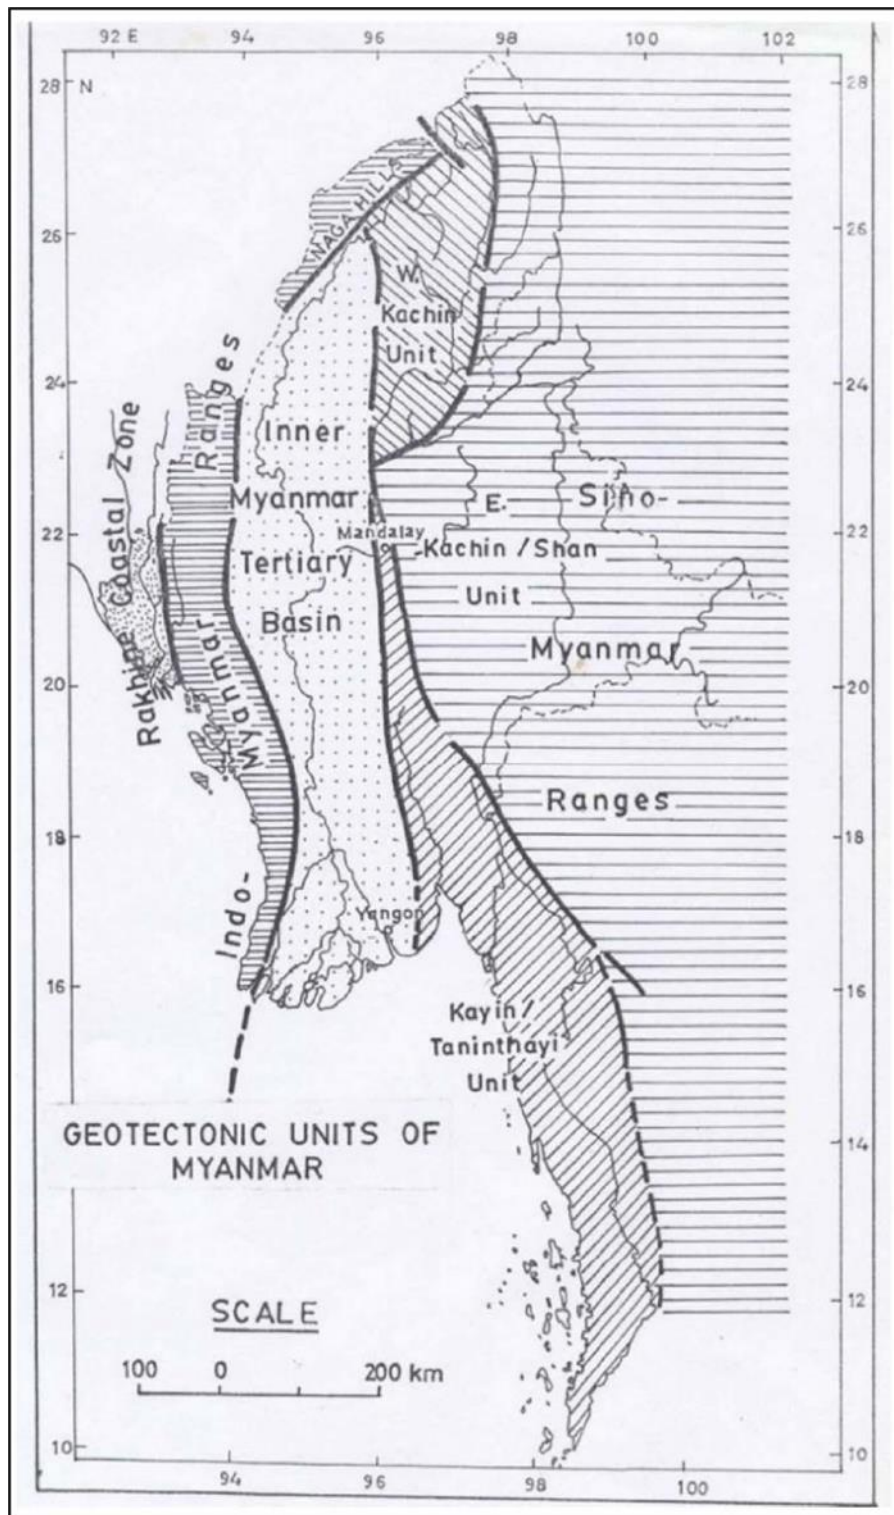 92 E 94 96 98 100 102
28 N 28
26 26
24 24
22 22
20 20
18 18
16 16
14
12 12
10 10
94 96 98 100
NAGA HILLS
W.
Kachin
Unit
Rakhine Coastal Zone
Indo-
Myanmar
Ranges
Inner
Myanmar
Tertiary
Basin
Mandalay
Yangon
E.
Kachin / Shan
Unit
Sino-
Myanmar
Ranges
Kayin/
Taninthayi
Unit
GEOTECTONIC UNITS OF
MYANMAR
SCALE
100 0 200 km